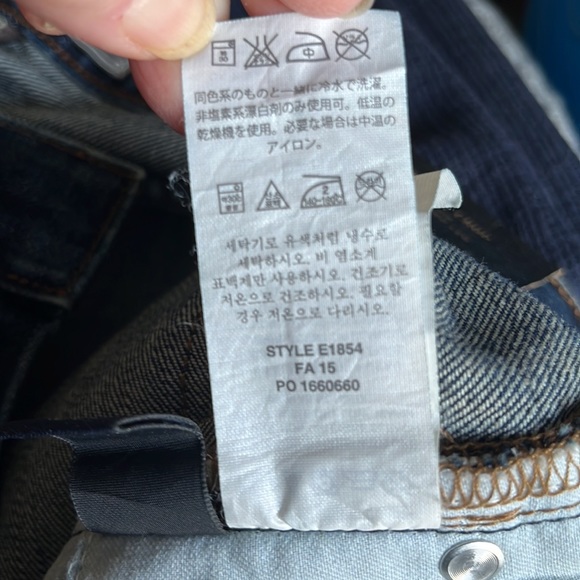 同色系のものと一緒に冷水で洗濯。
非塩素系漂白剤のみ使用可。低温の
乾燥機を使用。必要な場合は中温の
アイロン。
세탁기로 유색처럼 냉수로
세탁하시오. 비 염소계
표백제만 사용하시오. 건조기로
저온으로 건조하시오. 필요할
경우 저온으로 다리시오.
STYLE E1854
FA 15
PO 1660660